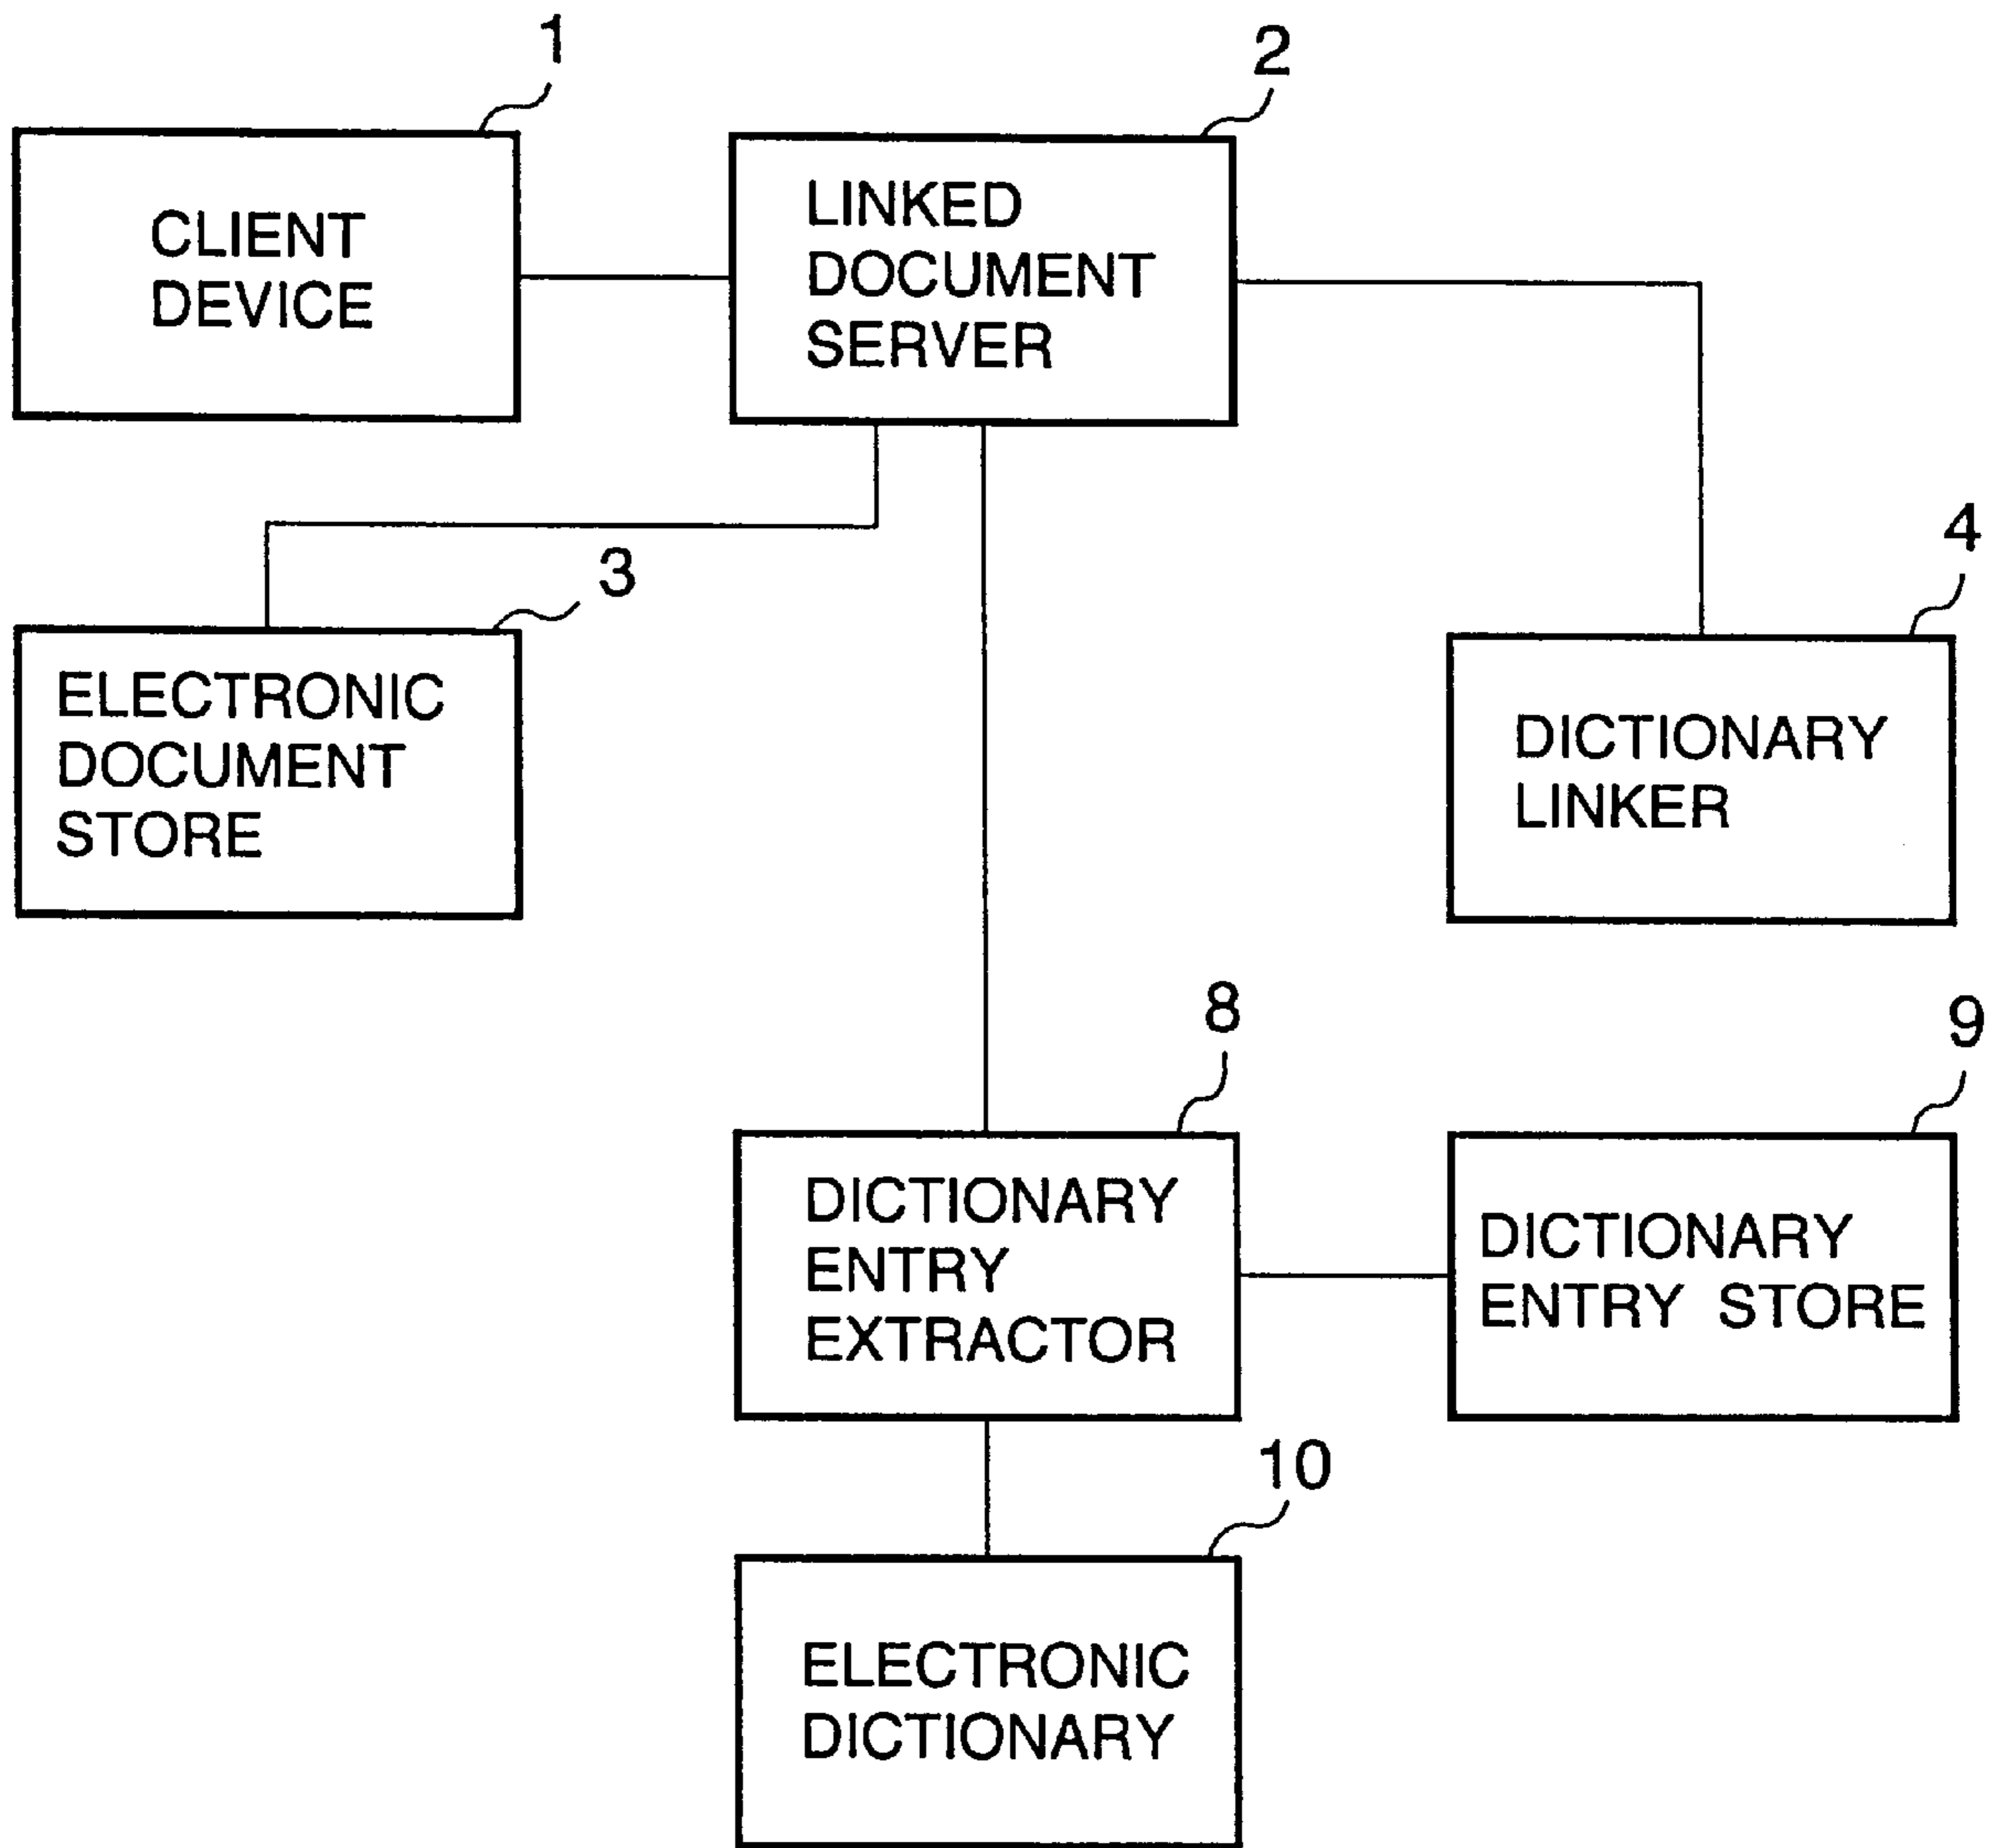 1
2
CLIENT
DEVICE
LINKED
DOCUMENT
SERVER
3
4
ELECTRONIC
DOCUMENT
STORE
DICTIONARY
LINKER
8
9
DICTIONARY
ENTRY
EXTRACTOR
DICTIONARY
ENTRY STORE
10
ELECTRONIC
DICTIONARY